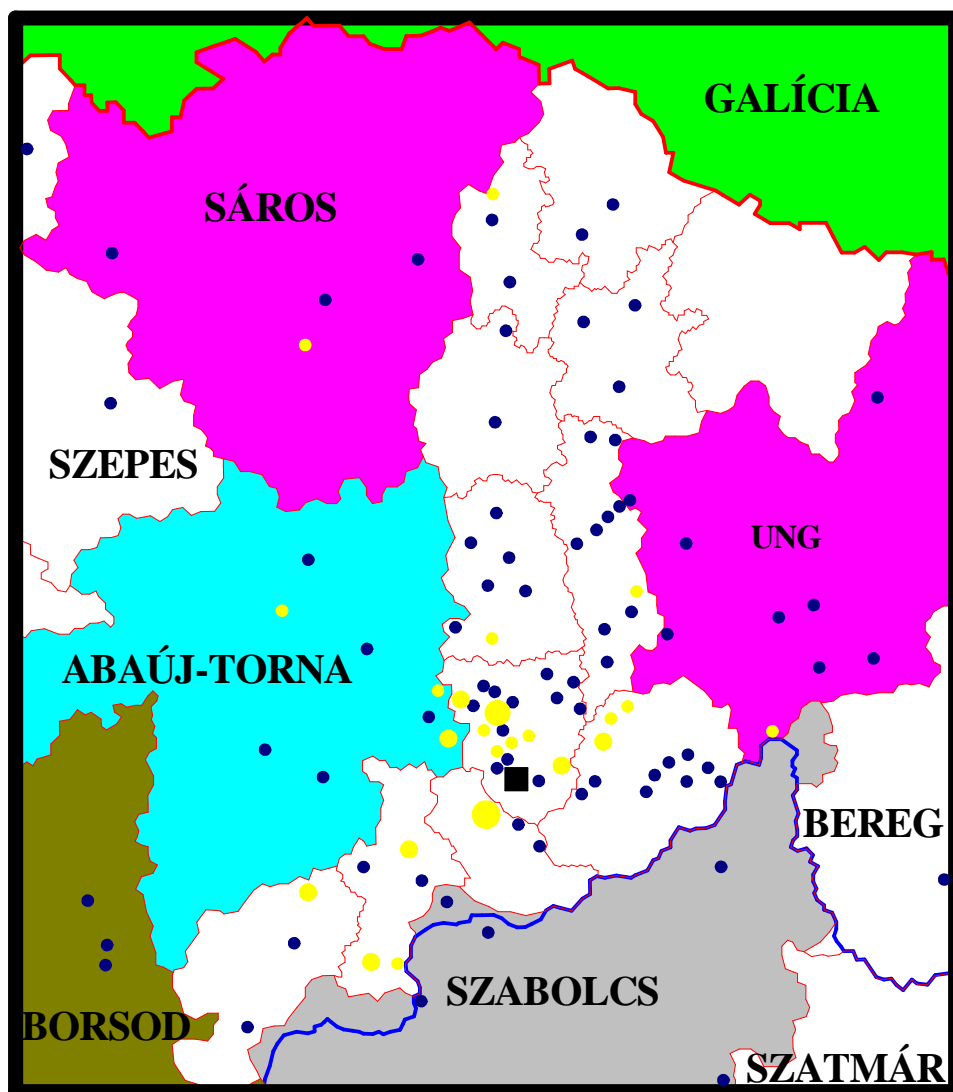 GALÍCIA
SÁROS
SZEPES
UNG
ABAÚJ-TORNA
BEREG
SZABOLCS
BORSOD
SZATMÁR